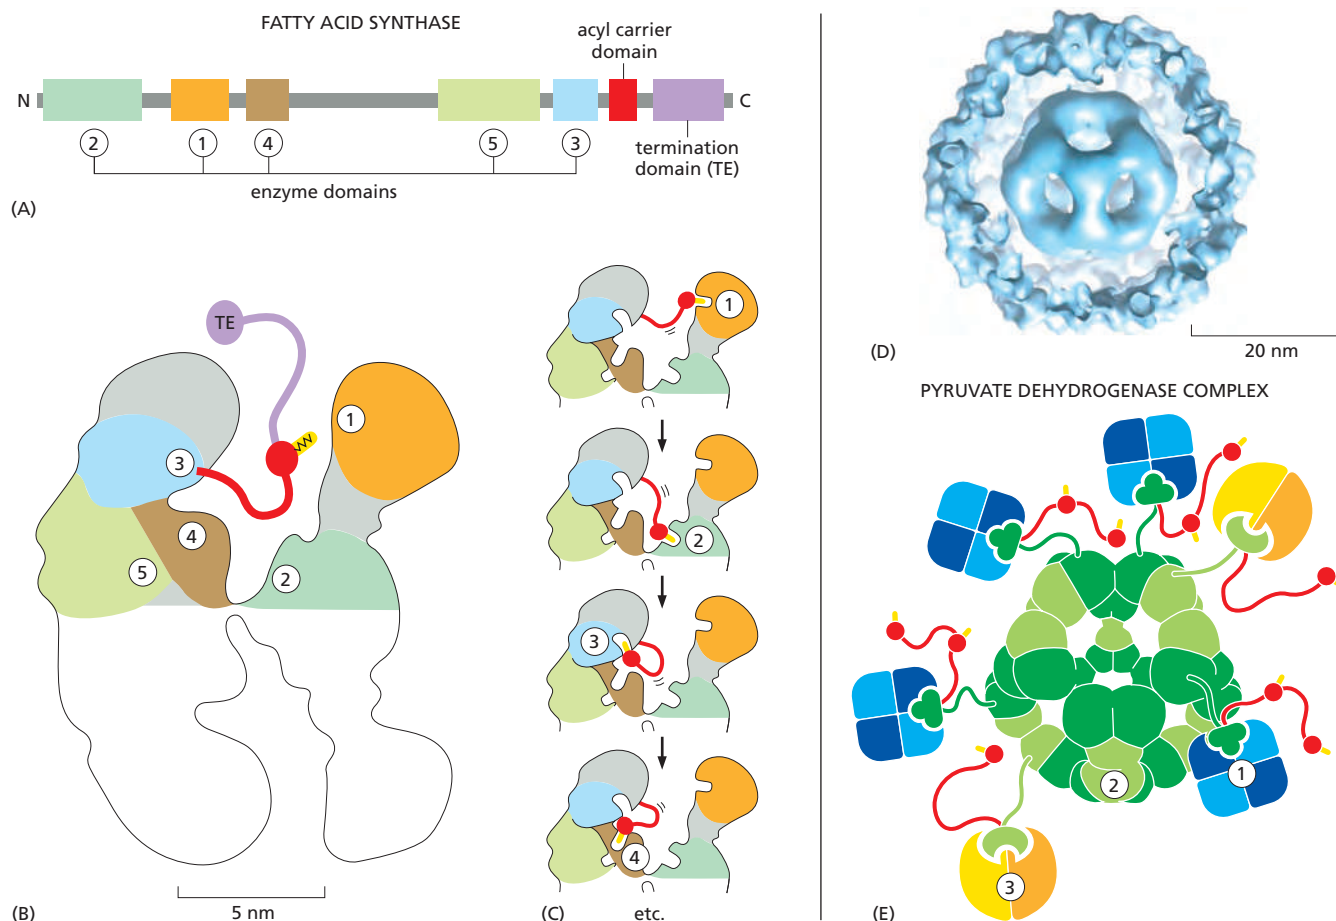 FATTY ACID SYNTHASE
acyl carrier
domain
N
C
2
1
4
5
3
termination
domain (TE)
enzyme domains
(A)
TE
1
3
4
5
2
5 nm
(B)
1
2
3
4
(C)
etc.
(D)
20 nm
PYRUVATE DEHYDROGENASE COMPLEX
1
2
3
(E)